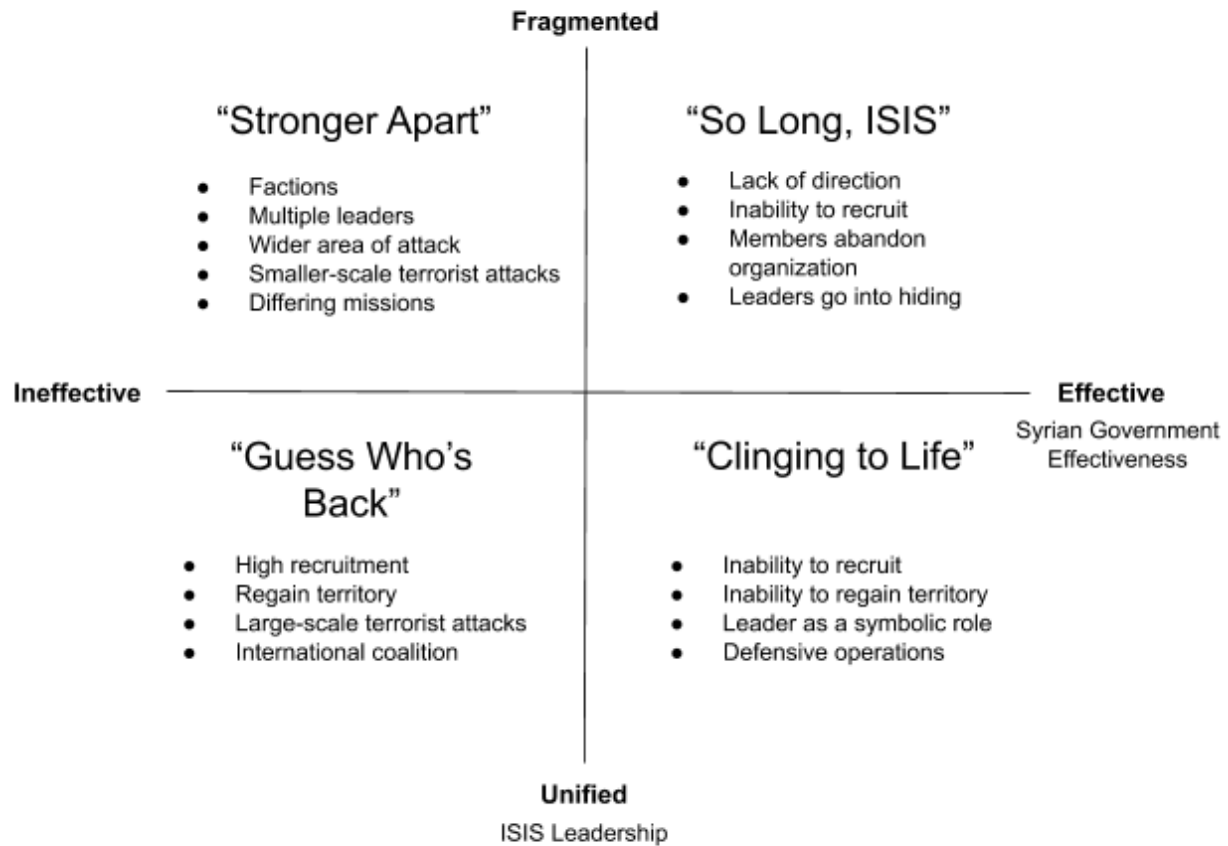 Fragmented
“Stronger Apart”
● Factions
● Multiple leaders
● Wider area of attack
● Smaller-scale terrorist attacks
● Differing missions
“So Long, ISIS”
● Lack of direction
● Inability to recruit
● Members abandon
organization
● Leaders go into hiding
Ineffective
Effective
Syrian Government
Effectiveness
“Guess Who’s
Back”
● High recruitment
● Regain territory
● Large-scale terrorist attacks
● International coalition
“Clinging to Life”
● Inability to recruit
● Inability to regain territory
● Leader as a symbolic role
● Defensive operations
Unified
ISIS Leadership